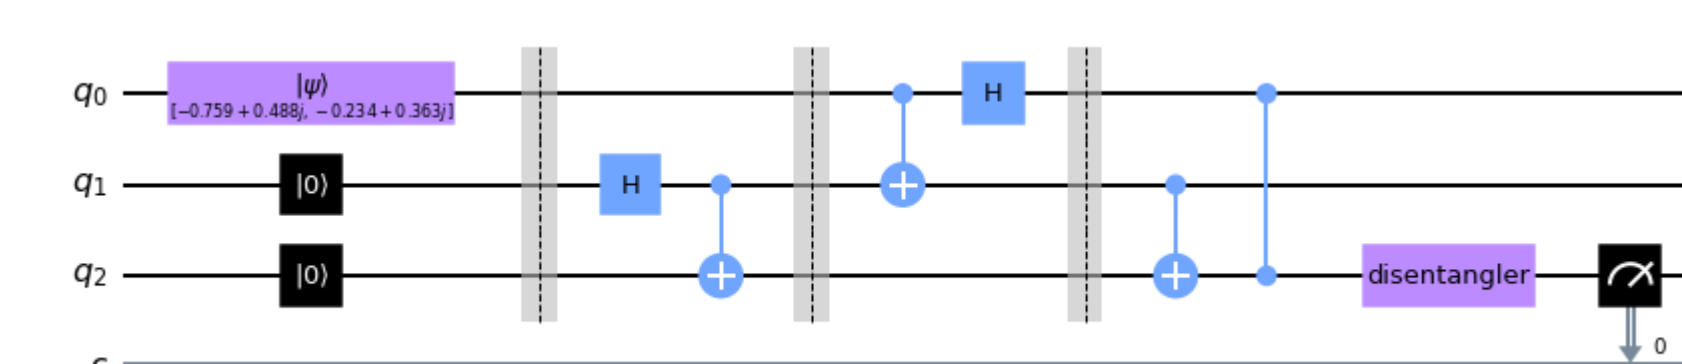 q0 |ψ⟩ H
[−0.759 + 0.488j, −0.234 + 0.363j]
q1 |0⟩ H
q2 |0⟩ disentangler
0